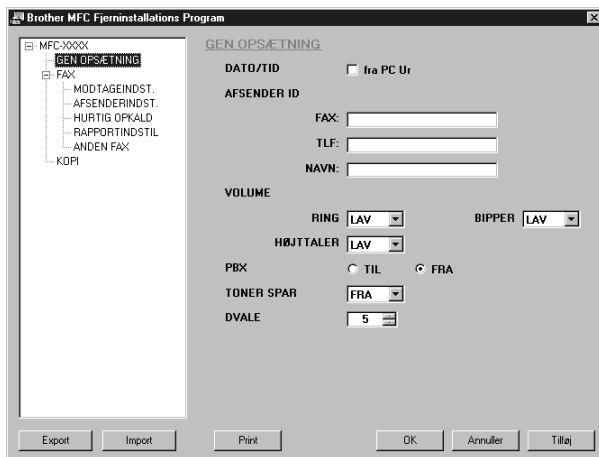 Brother MFC Fjerninstallations Program
MFC-XXXX
GEN OPSÆTNING
FAX
MODTAGEINDST.
AFSENDERINDST.
HURTIG OPKALD
RAPPORTINDSTIL
ANDEN FAX
KOPI
GEN OPSÆTNING
DATO/TID fra PC Ur
AFSENDER ID
FAX:
TLF:
NAVN:
VOLUME
RING LAV BIPPER LAV
HØJTTALER LAV
PBX TIL FRA
TONER SPAR FRA
DVALE 5
Export Import Print OK Annuller Tilføj